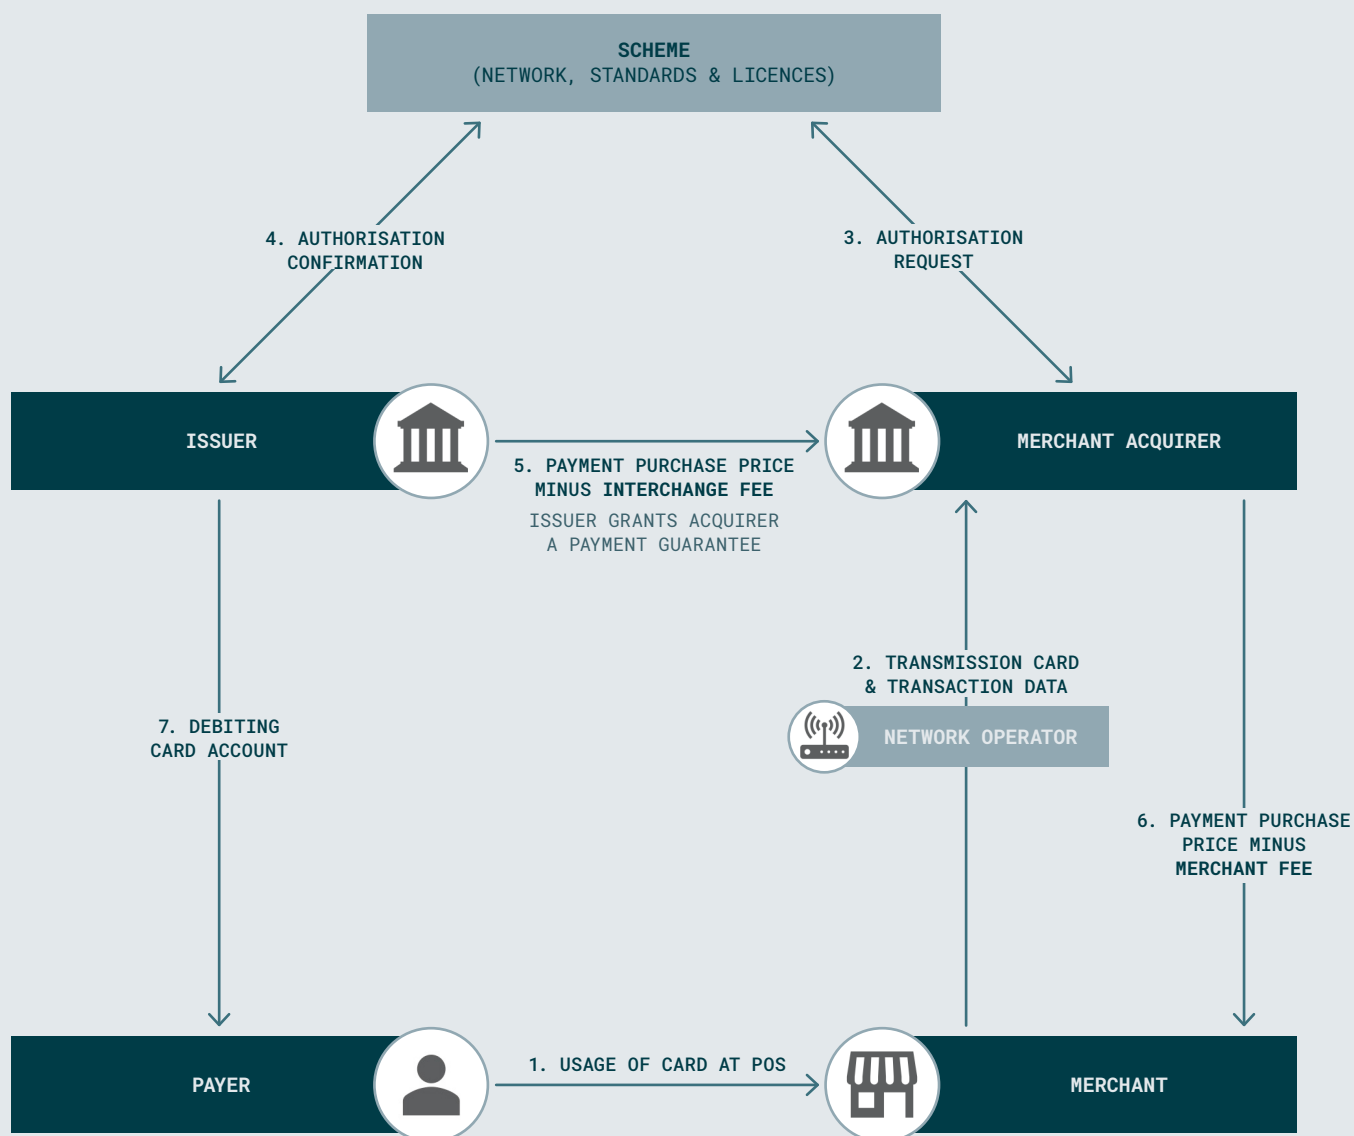 SCHEME
(NETWORK, STANDARDS & LICENCES)
4. AUTHORISATION
CONFIRMATION
3. AUTHORISATION
REQUEST
ISSUER
MERCHANT ACQUIRER
5. PAYMENT PURCHASE PRICE
MINUS INTERCHANGE FEE
ISSUER GRANTS ACQUIRER
A PAYMENT GUARANTEE
2. TRANSMISSION CARD
& TRANSACTION DATA
NETWORK OPERATOR
7. DEBITING
CARD ACCOUNT
6. PAYMENT PURCHASE
PRICE MINUS
MERCHANT FEE
PAYER
1. USAGE OF CARD AT POS
MERCHANT